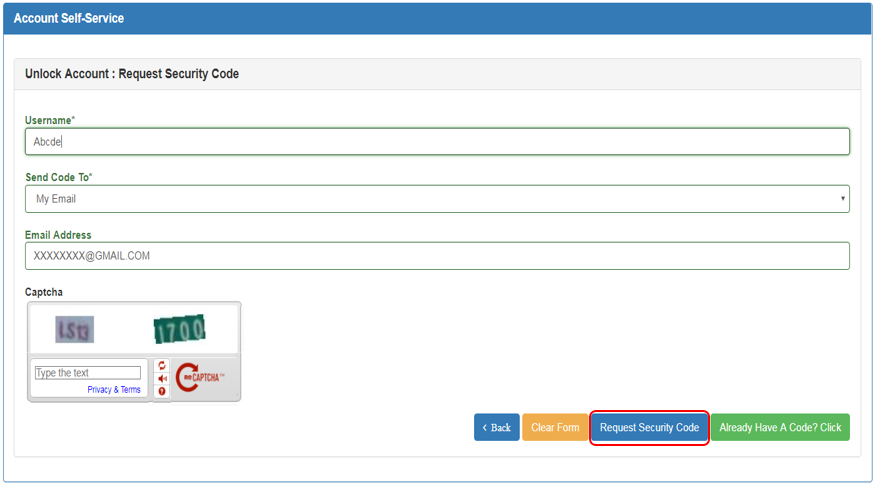 Account Self-Service
Unlock Account : Request Security Code
Username*
Abcde
Send Code To*
My Email
Email Address
XXXXXXXX@GMAIL.COM
Captcha
1700
Type the text
Privacy & Terms
reCAPTCHA™
< Back
Clear Form
Request Security Code
Already Have A Code? Click